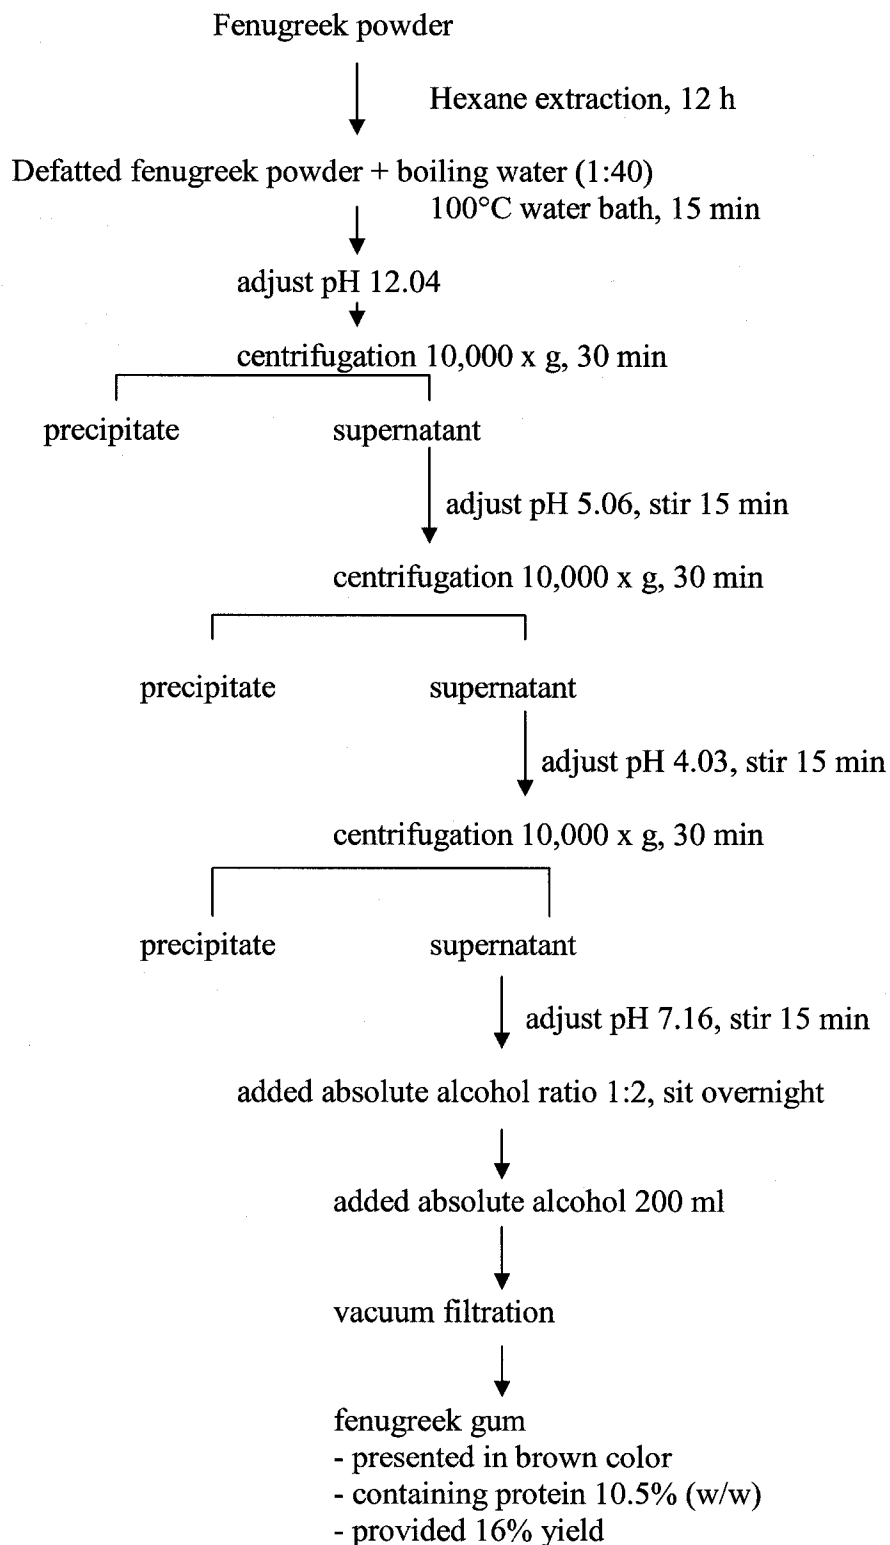 Fenugreek powder
Hexane extraction, 12 h
Defatted fenugreek powder + boiling water (1:40)
100°C water bath, 15 min
adjust pH 12.04
centrifugation 10,000 x g, 30 min
precipitate supernatant
adjust pH 5.06, stir 15 min
centrifugation 10,000 x g, 30 min
precipitate supernatant
adjust pH 4.03, stir 15 min
centrifugation 10,000 x g, 30 min
precipitate supernatant
adjust pH 7.16, stir 15 min
added absolute alcohol ratio 1:2, sit overnight
added absolute alcohol 200 ml
vacuum filtration
fenugreek gum
- presented in brown color
- containing protein 10.5% (w/w)
- provided 16% yield